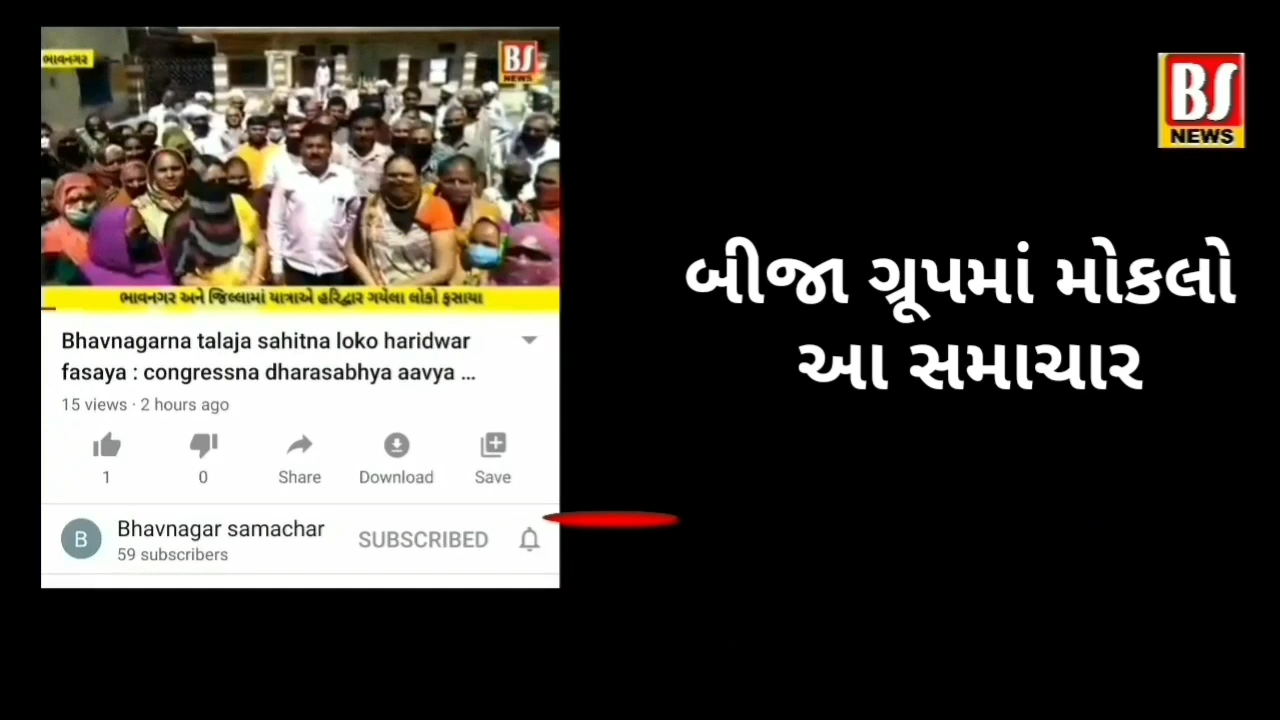 ભાવનગર
BS
NEWS
ભાવનગર અને જિલ્લામાં યાત્રાએ હરિદ્વાર ગયેલા લોકો ફસાયા
Bhavnagarna talaja sahitna loko haridwar
fasaya : congressna dharasabhya aavya ...
15 views · 2 hours ago
1
0
Share
Download
Save
B
Bhavnagar samachar
59 subscribers
SUBSCRIBED
BS
NEWS
બીજા ગ્રૂપમાં મોકલો
આ સમાચાર